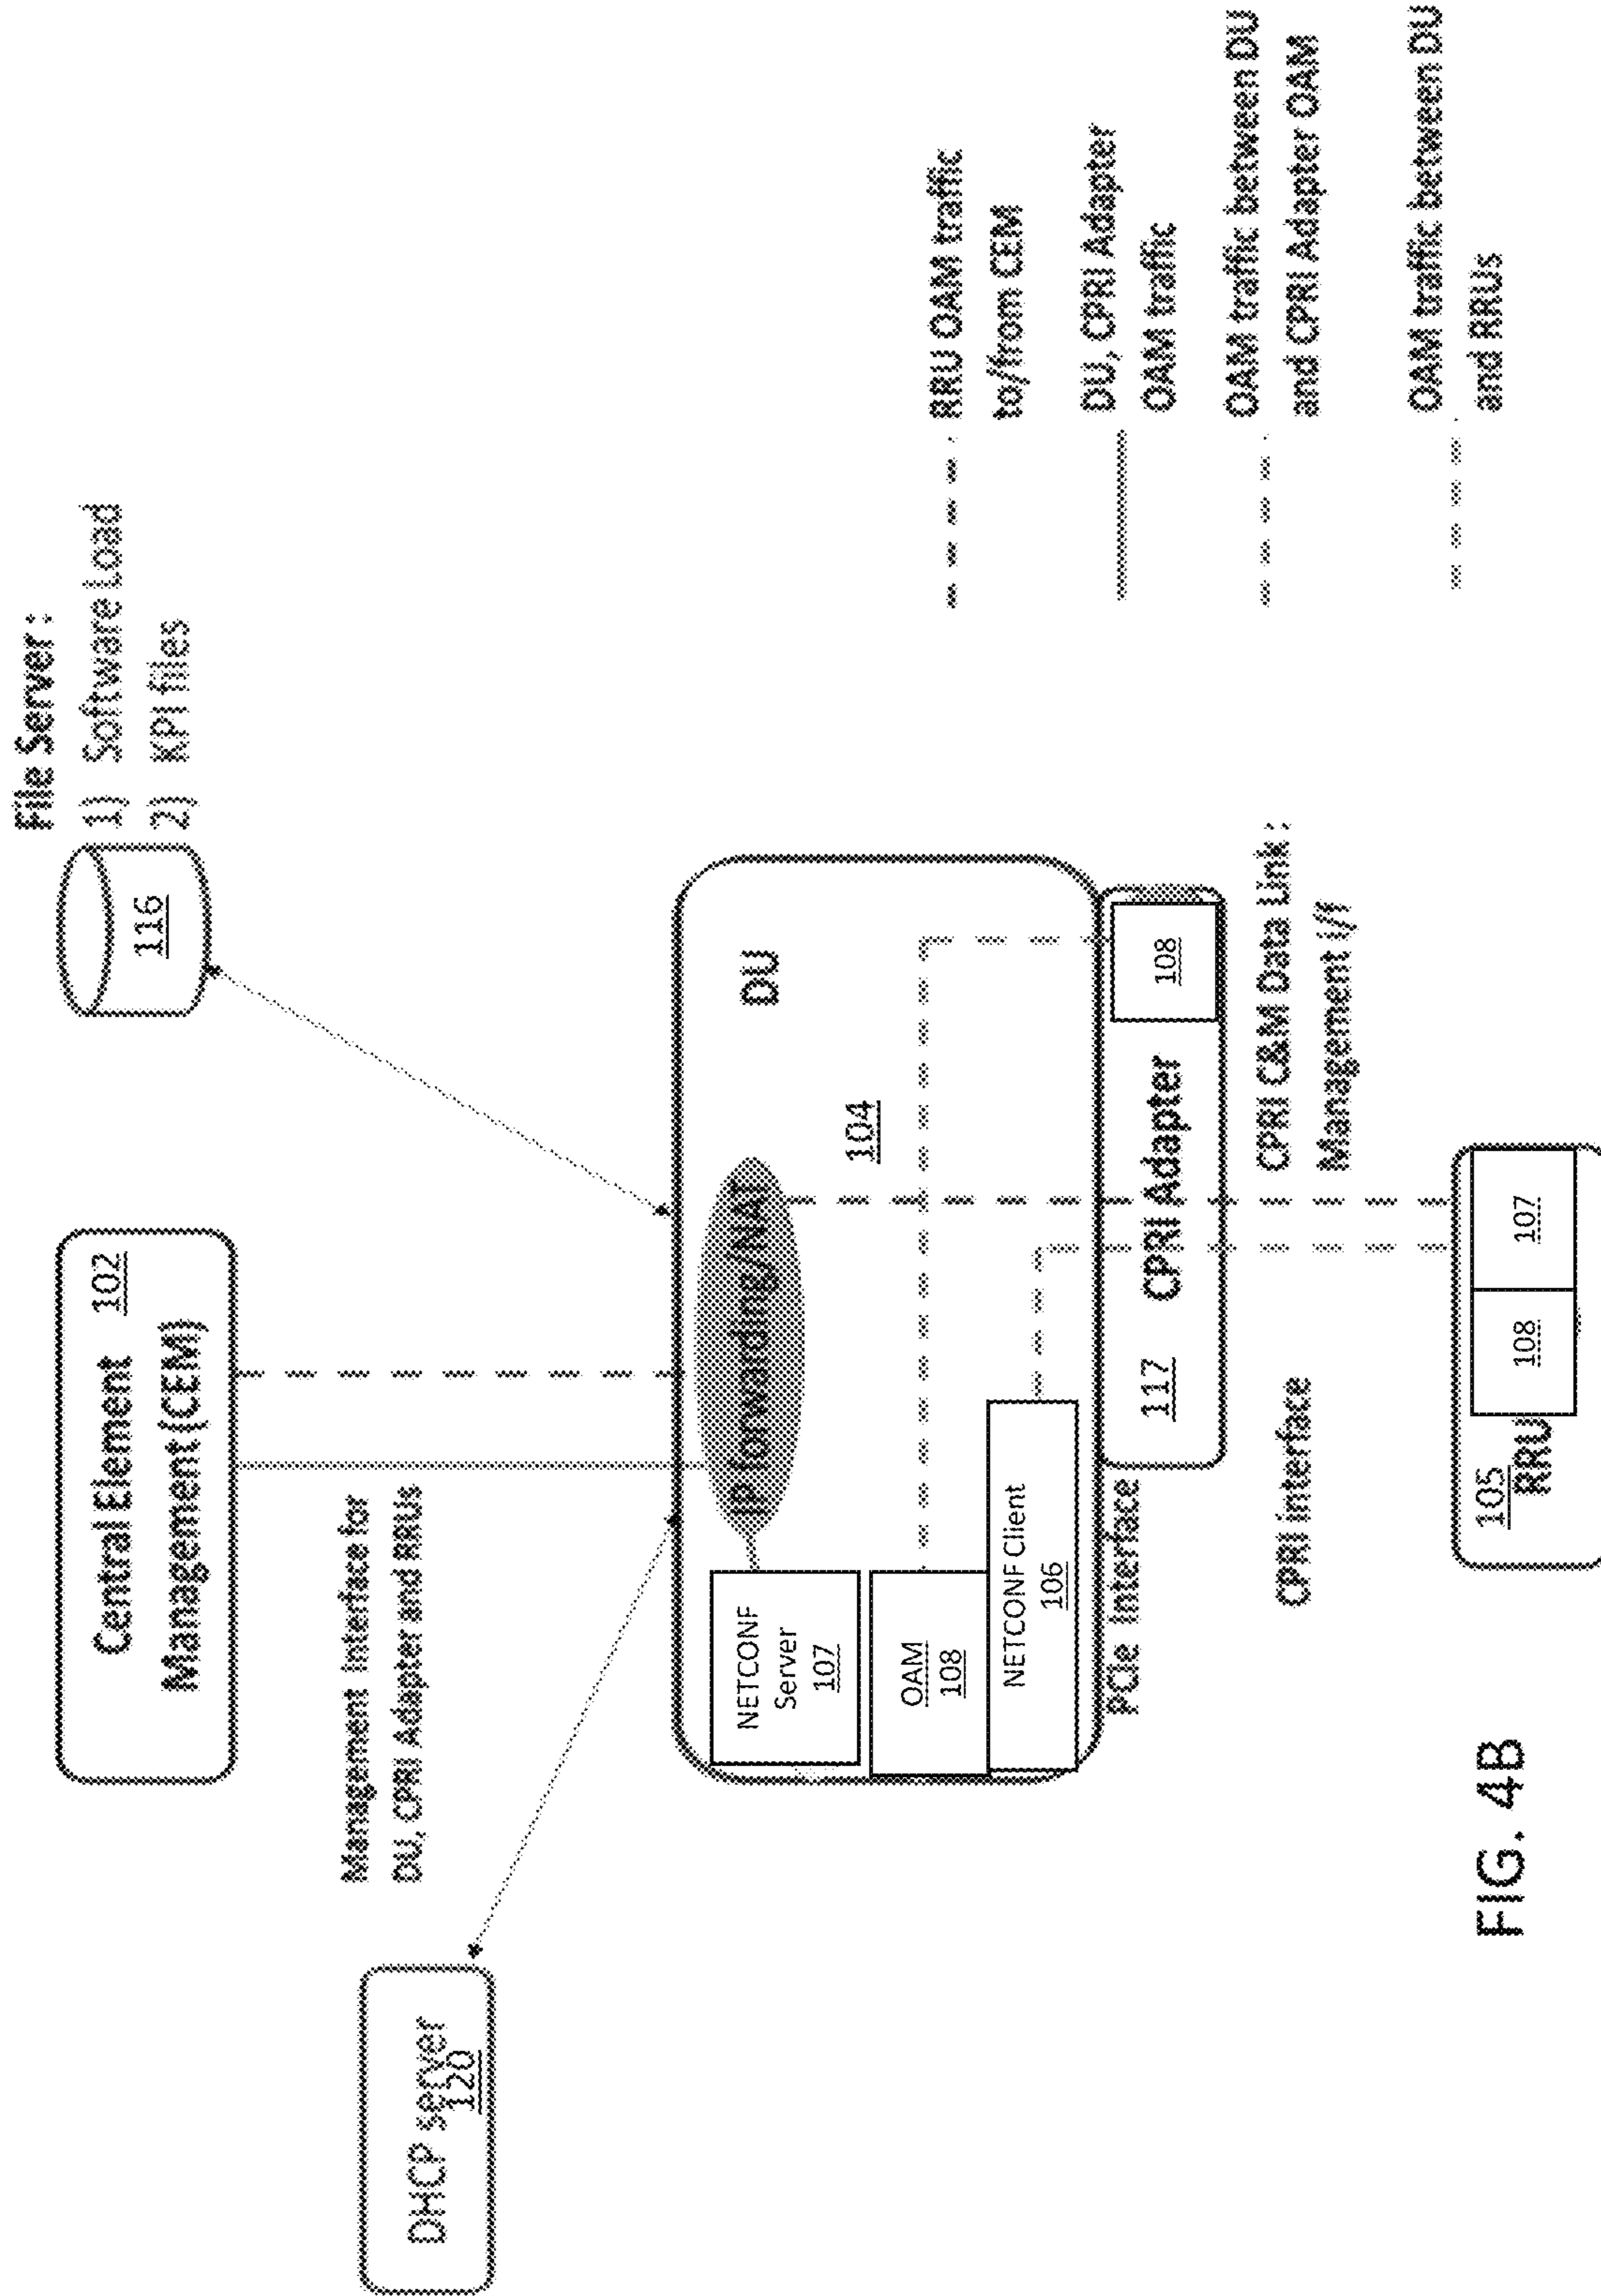 File Server :
1) Software Load
2) KPI files
116
Central Element 102
Management (CEM)
Management interface for
DU, CPRI Adapter and RRUs
DHCP server
120
IP forwarding/NAT
DU
NETCONF
Server
107
104
OAM
108
NETCONF Client
106
PCIe Interface
117 CPRI Adapter
108
CPRI interface
CPRI C&M Data Link :
Management i/f
105
RRU
108
107
RRU OAM traffic
to/from CEM
DU, CPRI Adapter
OAM traffic
OAM traffic between DU
and CPRI Adapter OAM
OAM traffic between DU
and RRUs
FIG. 4B